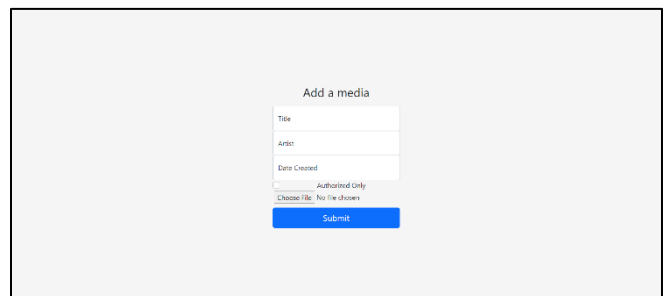 Add a media
Title
Artist
Date Created
Authorized Only
Choose File No file chosen
Submit